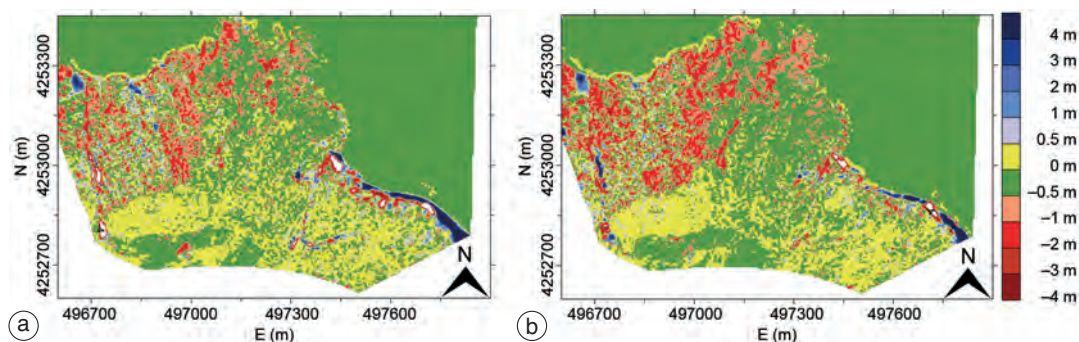 4253300
4253000
4252700
N (m)
496700
497000
497300
497600
E (m)
N
a
4253300
4253000
4252700
N (m)
496700
497000
497300
497600
E (m)
N
b
4 m
3 m
2 m
1 m
0.5 m
0 m
–0.5 m
–1 m
–2 m
–3 m
–4 m